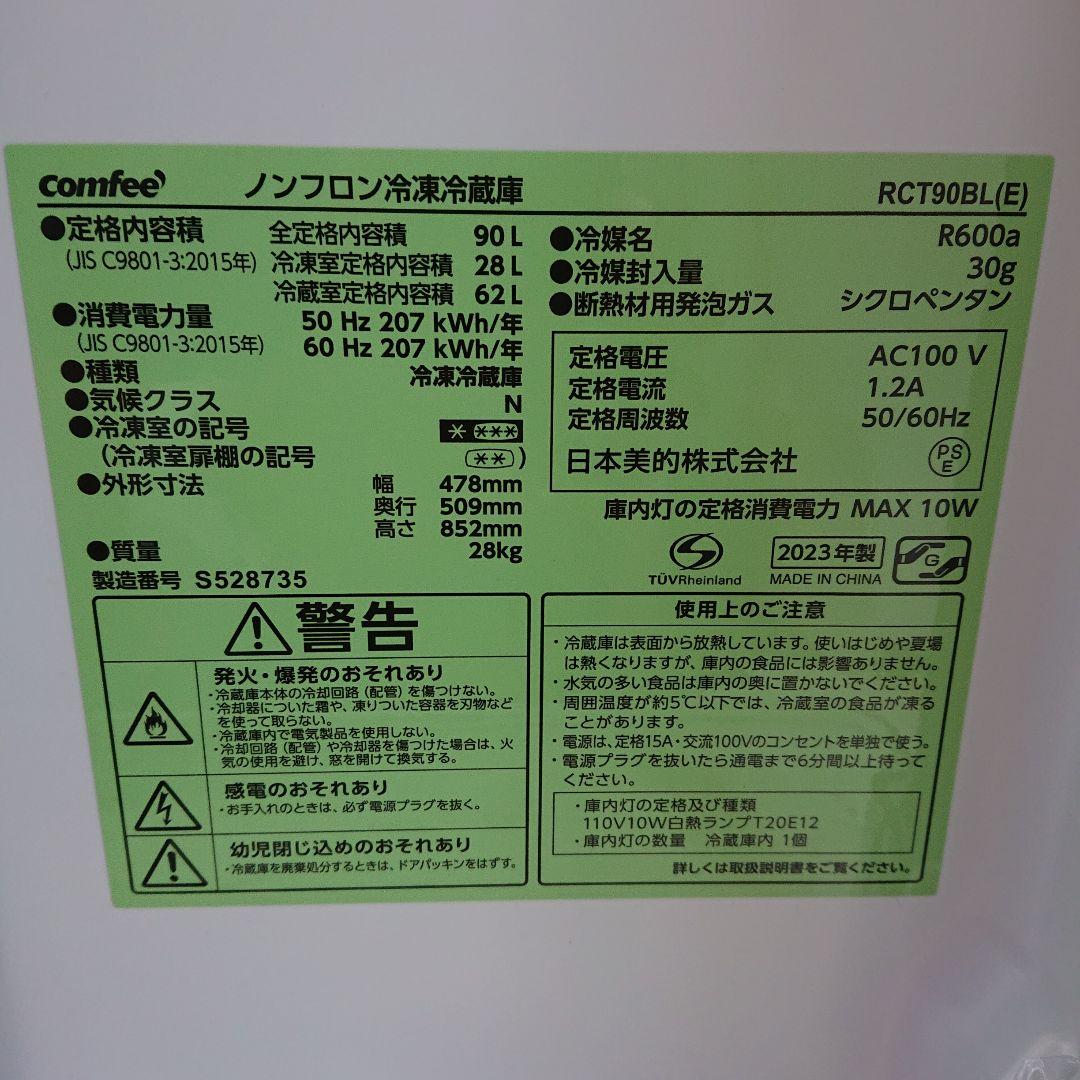 comfee'
ノンフロン冷凍冷蔵庫
RCT90BL(E)
●定格内容積 全定格内容積 90 L
(JIS C9801-3:2015年) 冷凍室定格内容積 28 L
冷蔵室定格内容積 62 L
●消費電力量 50 Hz 207 kWh/年
(JIS C9801-3:2015年) 60 Hz 207 kWh/年
●種類 冷凍冷蔵庫
●気候クラス N
●冷凍室の記号 * ***
(冷凍室扉棚の記号 (**))
●外形寸法 幅 478mm
奥行 509mm
高さ 852mm
●質量 28kg
製造番号 S528735
●冷媒名 R600a
●冷媒封入量 30g
●断熱材用発泡ガス シクロペンタン
定格電圧 AC100 V
定格電流 1.2A
定格周波数 50/60Hz
日本美的株式会社 PSE
庫内灯の定格消費電力 MAX 10W
TÜVRheinland
2023年製
MADE IN CHINA
G
警告
発火・爆発のおそれあり
・冷蔵庫本体の冷却回路(配管)を傷つけない。
・冷却器についた霜や、凍りついた容器を刃物など
を使って取らない。
・冷蔵庫内で電気製品を使用しない。
・冷却回路(配管)や冷却器を傷つけた場合は、火
気の使用を避け、窓を開けて換気する。
感電のおそれあり
・お手入れのときは、必ず電源プラグを抜く。
幼児閉じ込めのおそれあり
・冷蔵庫を廃棄処分するときは、ドアパッキンをはずす。
使用上のご注意
・冷蔵庫は表面から放熱しています。使いはじめや夏場
は熱くなりますが、庫内の食品には影響ありません。
・水気の多い食品は庫内の奥に置かないでください。
・周囲温度が約5℃以下では、冷蔵室の食品が凍る
ことがあります。
・電源は、定格15A・交流100Vのコンセントを単独で使う。
・電源プラグを抜いたら通電まで6分間以上待って
ください。
・庫内灯の定格及び種類
110V10W白熱ランプT20E12
・庫内灯の数量 冷蔵庫内 1個
詳しくは取扱説明書をご覧ください。